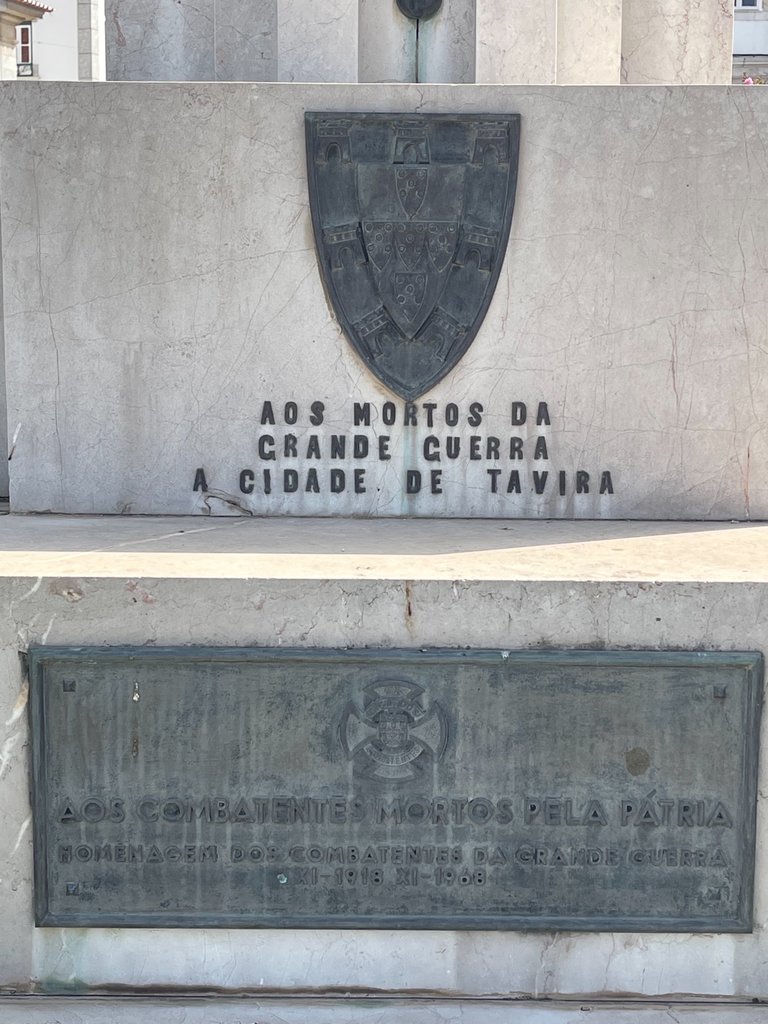 AOS MORTOS DA
GRANDE GUERRA
A CIDADE DE TAVIRA
AOS COMBATENTES MORTOS PELA PÁTRIA
HOMENAGEM DOS COMBATENTES DA GRANDE GUERRA
XI-1918 XI-1968